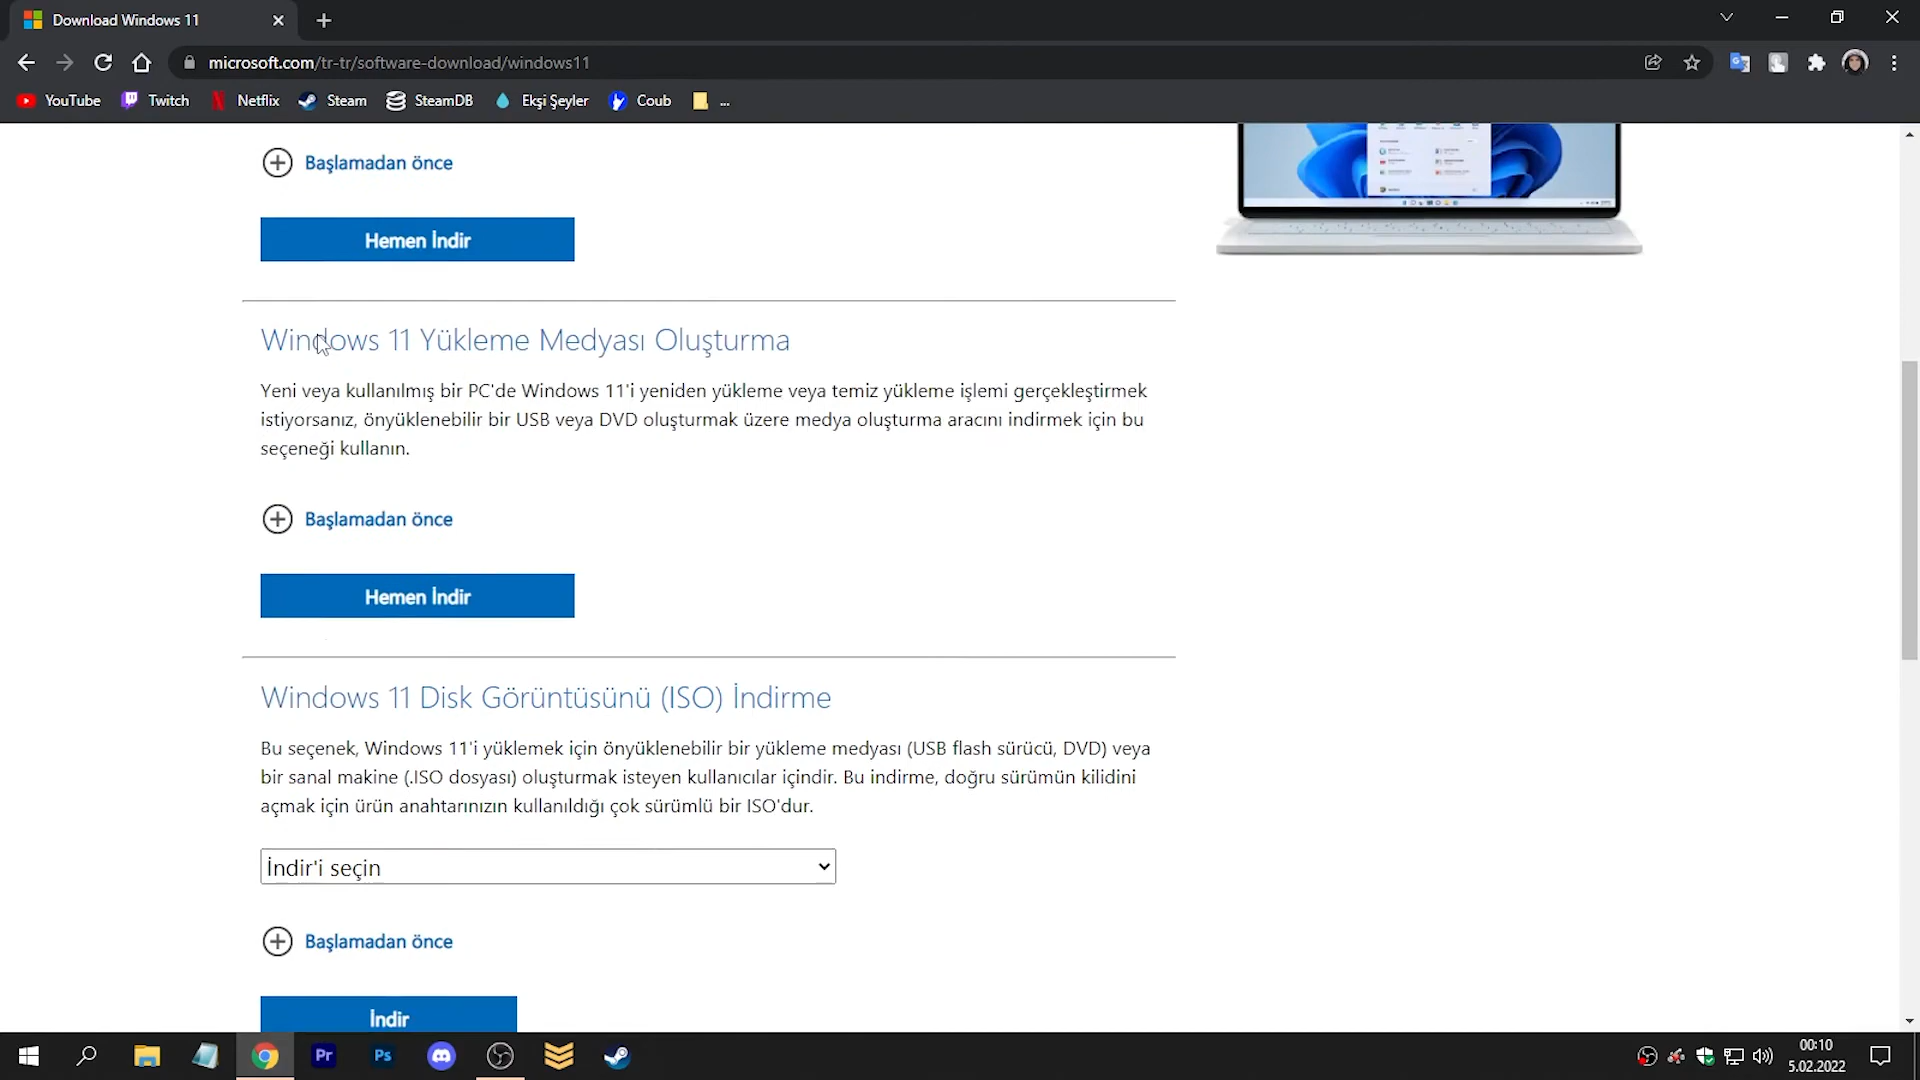 Download Windows 11
microsoft.com/tr-tr/software-download/windows11
YouTube
Twitch
Netflix
Steam
SteamDB
Ekşi Şeyler
Coub
...
Başlamadan önce
Hemen İndir
Windows 11 Yükleme Medyası Oluşturma
Yeni veya kullanılmış bir PC'de Windows 11'i yeniden yükleme veya temiz yükleme işlemi gerçekleştirmek
istiyorsanız, önyüklenebilir bir USB veya DVD oluşturmak üzere medya oluşturma aracını indirmek için bu
seçeneği kullanın.
Başlamadan önce
Hemen İndir
Windows 11 Disk Görüntüsünü (ISO) İndirme
Bu seçenek, Windows 11'i yüklemek için önyüklenebilir bir yükleme medyası (USB flash sürücü, DVD) veya
bir sanal makine (.ISO dosyası) oluşturmak isteyen kullanıcılar içindir. Bu indirme, doğru sürümün kilidini
açmak için ürün anahtarınızın kullanıldığı çok sürümlü bir ISO'dur.
İndir'i seçin
Başlamadan önce
İndir
Pr
Ps
00:10
5.02.2022